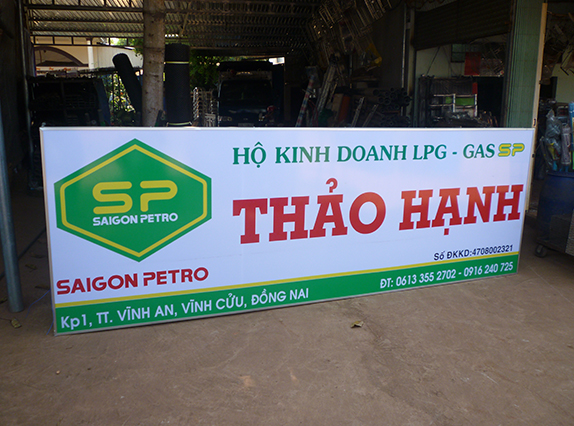 SP
SAIGON PETRO
SAIGON PETRO
HỘ KINH DOANH LPG - GAS SP
THẢO HẠNH
Số ĐKKD:4708002321
Kp1, TT. VĨNH AN, VĨNH CỬU, ĐỒNG NAI
ĐT: 0613 355 2702 - 0916 240 725